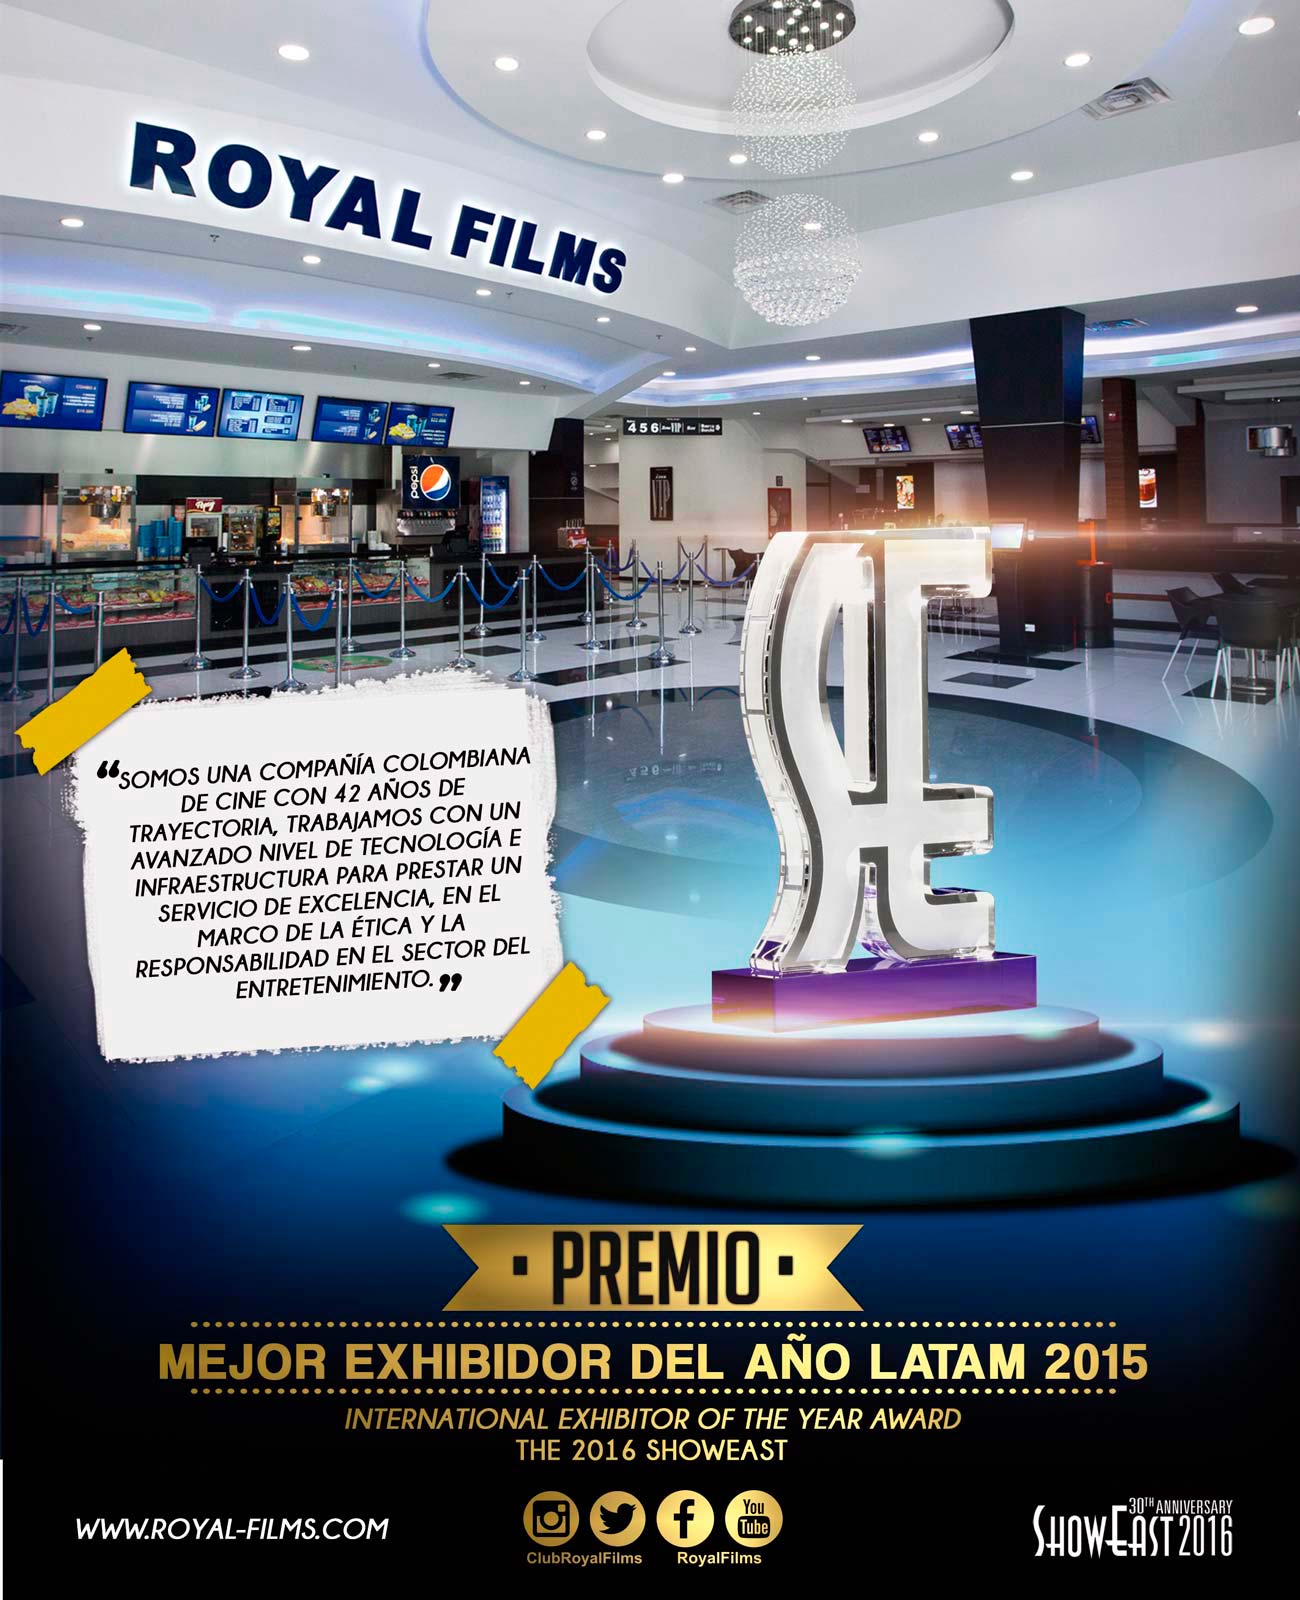 ROYAL FILMS
COMBO 4
pepsi
4 5 6
“SOMOS UNA COMPAÑÍA COLOMBIANA
DE CINE CON 42 AÑOS DE
TRAYECTORIA, TRABAJAMOS CON UN
AVANZADO NIVEL DE TECNOLOGÍA E
INFRAESTRUCTURA PARA PRESTAR UN
SERVICIO DE EXCELENCIA, EN EL
MARCO DE LA ÉTICA Y LA
RESPONSABILIDAD EN EL SECTOR DEL
ENTRETENIMIENTO.”
SE
· PREMIO ·
MEJOR EXHIBIDOR DEL AÑO LATAM 2015
INTERNATIONAL EXHIBITOR OF THE YEAR AWARD
THE 2016 SHOWEAST
WWW.ROYAL-FILMS.COM
You
Tube
ClubRoyalFilms
RoyalFilms
30TH ANNIVERSARY
SHOWEAST 2016